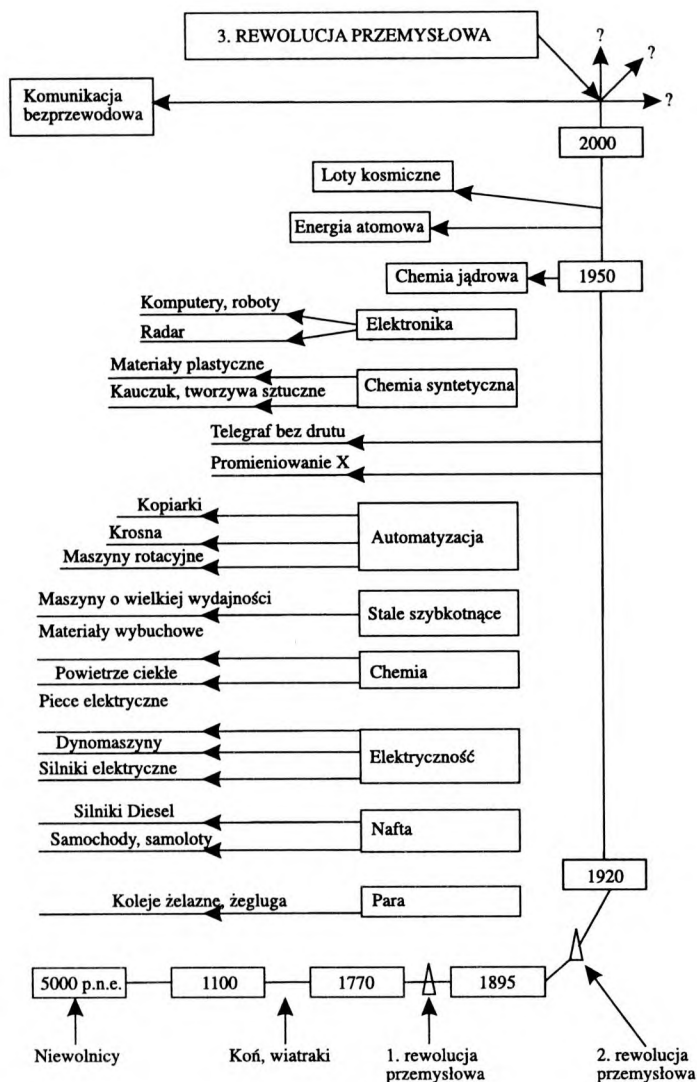 3. REWOLUCJA PRZEMYSŁOWA
?
?
?
Komunikacja
bezprzewodowa
2000
Loty kosmiczne
Energia atomowa
Chemia jądrowa
1950
Komputery, roboty
Radar
Elektronika
Materiały plastyczne
Kauczuk, tworzywa sztuczne
Chemia syntetyczna
Telegraf bez drutu
Promieniowanie X
Kopiarki
Krosna
Maszyny rotacyjne
Automatyzacja
Maszyny o wielkiej wydajności
Stale szybkotnące
Materiały wybuchowe
Powietrze ciekłe
Chemia
Piece elektryczne
Dynomaszyny
Silniki elektryczne
Elektryczność
Silniki Diesel
Samochody, samoloty
Nafta
1920
Koleje żelazne, żegluga
Para
5000 p.n.e.
1100
1770
1895
Niewolnicy
Koń, wiatraki
1. rewolucja
przemysłowa
2. rewolucja
przemysłowa